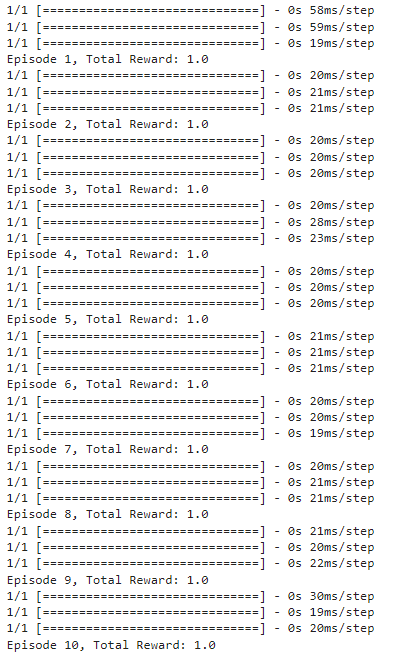 1/1 [==============================] - 0s 58ms/step
1/1 [==============================] - 0s 59ms/step
1/1 [==============================] - 0s 19ms/step
Episode 1, Total Reward: 1.0
1/1 [==============================] - 0s 20ms/step
1/1 [==============================] - 0s 21ms/step
1/1 [==============================] - 0s 21ms/step
Episode 2, Total Reward: 1.0
1/1 [==============================] - 0s 20ms/step
1/1 [==============================] - 0s 20ms/step
1/1 [==============================] - 0s 20ms/step
Episode 3, Total Reward: 1.0
1/1 [==============================] - 0s 20ms/step
1/1 [==============================] - 0s 28ms/step
1/1 [==============================] - 0s 23ms/step
Episode 4, Total Reward: 1.0
1/1 [==============================] - 0s 20ms/step
1/1 [==============================] - 0s 20ms/step
1/1 [==============================] - 0s 20ms/step
Episode 5, Total Reward: 1.0
1/1 [==============================] - 0s 21ms/step
1/1 [==============================] - 0s 21ms/step
1/1 [==============================] - 0s 21ms/step
Episode 6, Total Reward: 1.0
1/1 [==============================] - 0s 20ms/step
1/1 [==============================] - 0s 20ms/step
1/1 [==============================] - 0s 19ms/step
Episode 7, Total Reward: 1.0
1/1 [==============================] - 0s 20ms/step
1/1 [==============================] - 0s 21ms/step
1/1 [==============================] - 0s 21ms/step
Episode 8, Total Reward: 1.0
1/1 [==============================] - 0s 21ms/step
1/1 [==============================] - 0s 20ms/step
1/1 [==============================] - 0s 22ms/step
Episode 9, Total Reward: 1.0
1/1 [==============================] - 0s 30ms/step
1/1 [==============================] - 0s 19ms/step
1/1 [==============================] - 0s 20ms/step
Episode 10, Total Reward: 1.0